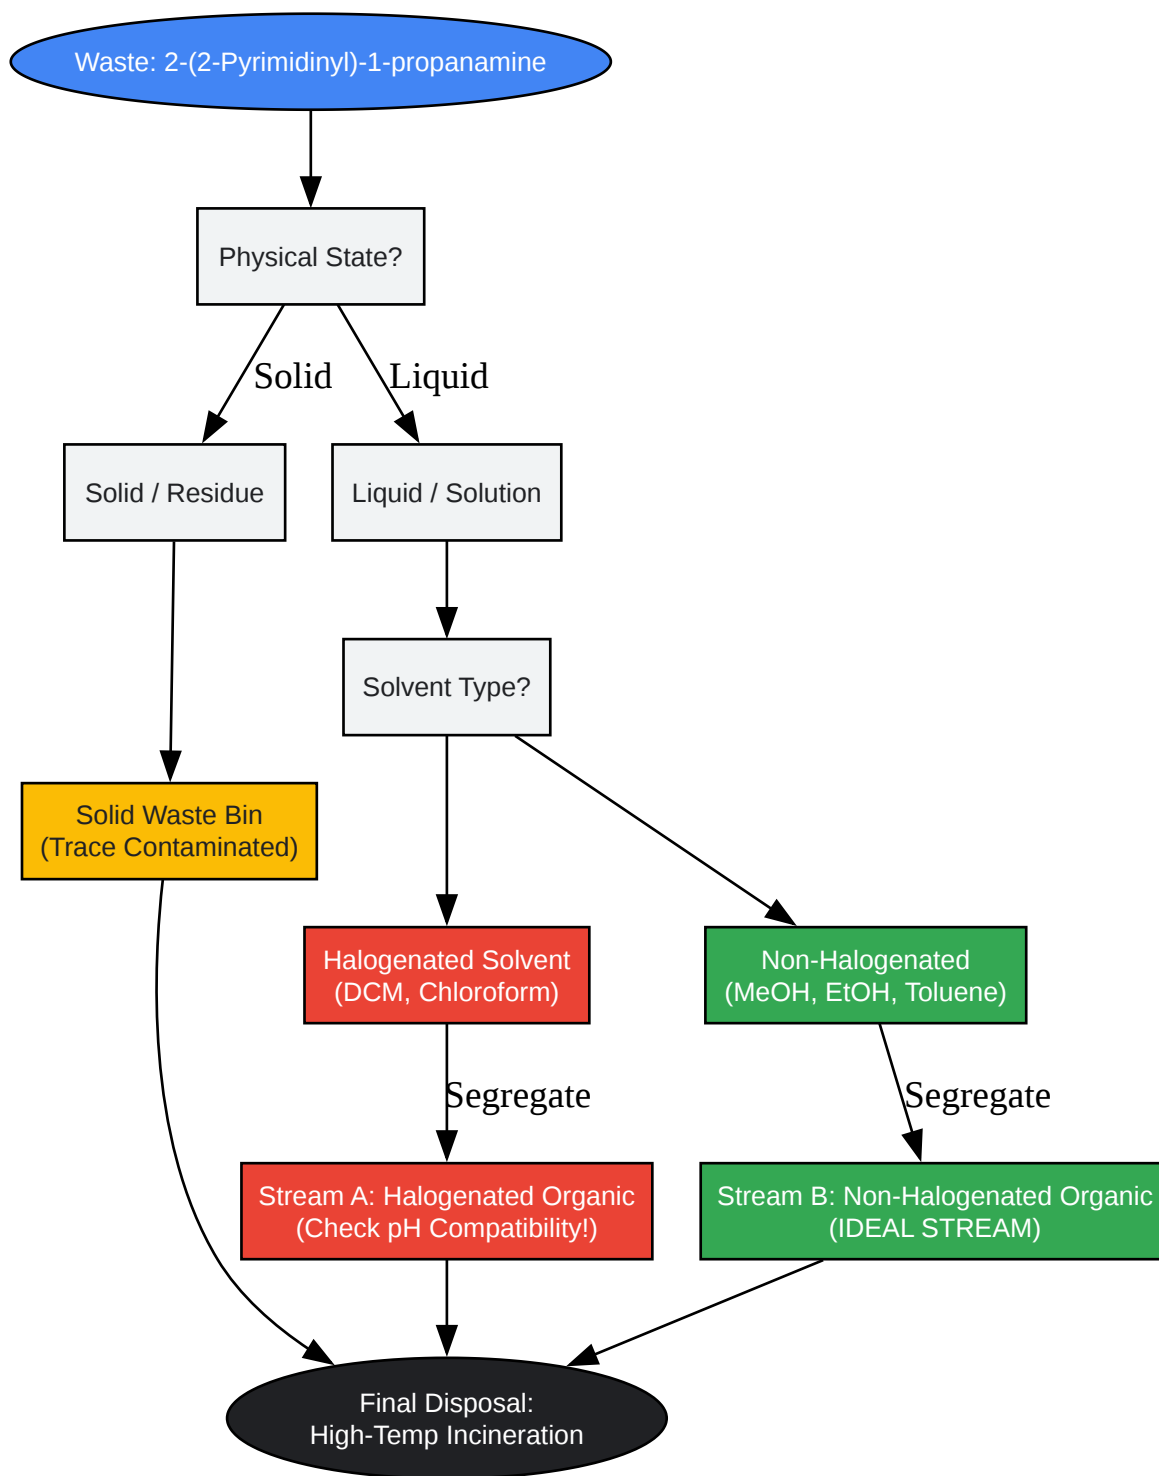 Waste: 2-(2-Pyrimidinyl)-1-propanamine
Physical State?
Solid
Liquid
Solid / Residue
Liquid / Solution
Solvent Type?
Solid Waste Bin
(Trace Contaminated)
Halogenated Solvent
(DCM, Chloroform)
Non-Halogenated
(MeOH, EtOH, Toluene)
Segregate
Segregate
Stream A: Halogenated Organic
(Check pH Compatibility!)
Stream B: Non-Halogenated Organic
(IDEAL STREAM)
Final Disposal:
High-Temp Incineration